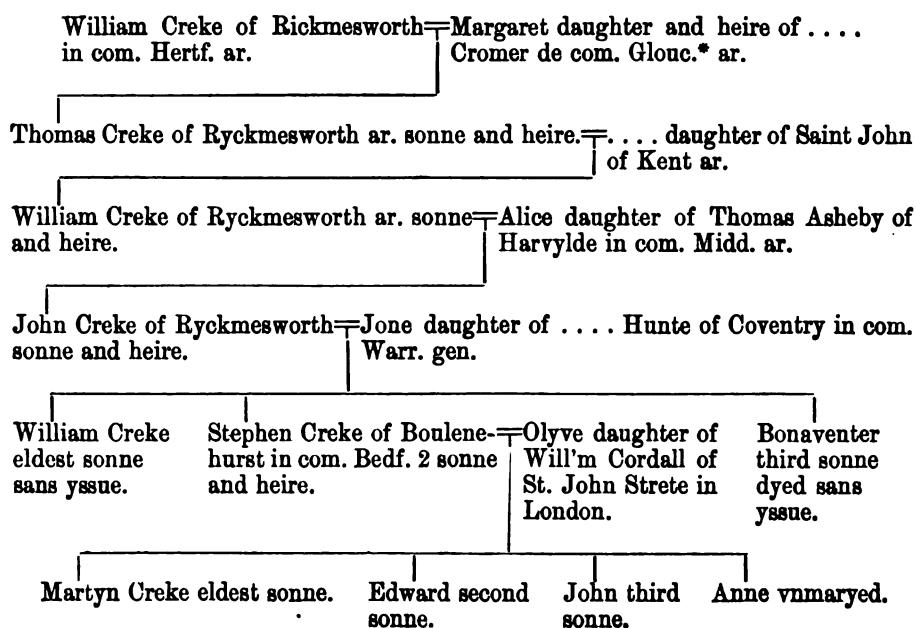 William Creke of Rickmesworth=Margaret daughter and heire of . . . .
in com. Hertf. ar. Cromer de com. Glouc.* ar.
Thomas Creke of Ryckmesworth ar. sonne and heire.=. . . . daughter of Saint John
of Kent ar.
William Creke of Ryckmesworth ar. sonne=Alice daughter of Thomas Asheby of
and heire. Harvylde in com. Midd. ar.
John Creke of Ryckmesworth=Jone daughter of . . . . Hunte of Coventry in com.
sonne and heire. Warr. gen.
William Creke
eldest sonne
sans yssue.
Stephen Creke of Boulene-
hurst in com. Bedf. 2 sonne
and heire.
=Olyve daughter of
Will'm Cordall of
St. John Strete in
London.
Bonaventer
third sonne
dyed sans
yssue.
Martyn Creke eldest sonne.
Edward second
sonne.
John third
sonne.
Anne vnmaryed.